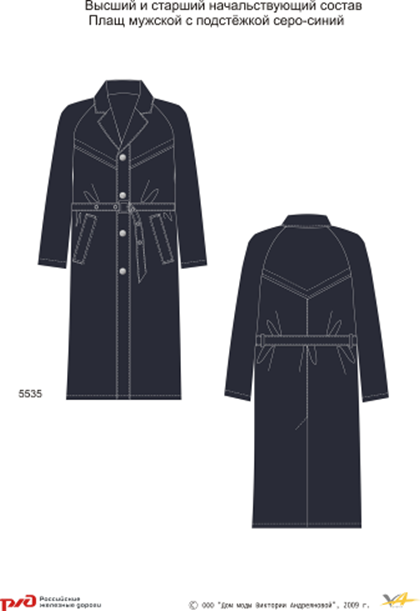 Высший и старший начальствующий состав
Плащ мужской с подстёжкой серо-синий
5535
РЖД Российские
железные дороги
© ООО "Дом моды Виктории Андреяновой", 2009 г.